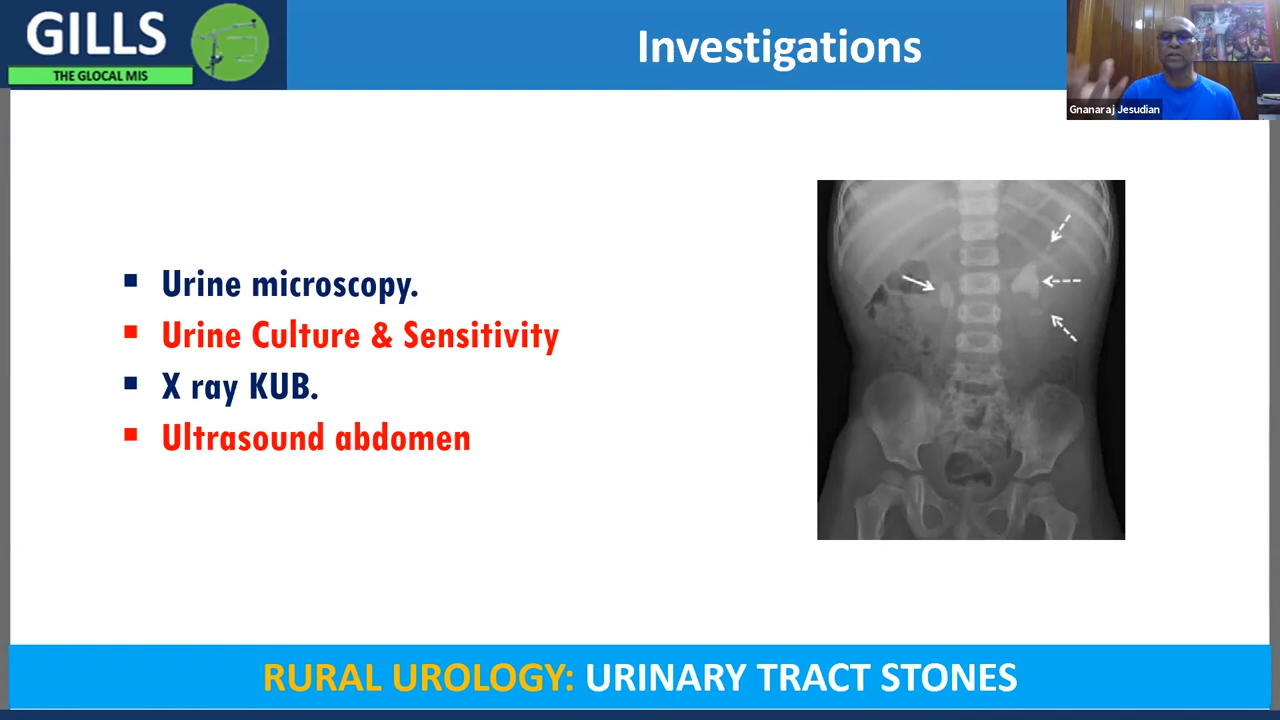 GILLS
THE GLOCAL MIS
Investigations
Gnanaraj Jesudian
▪ Urine microscopy.
▪ Urine Culture & Sensitivity
▪ X ray KUB.
▪ Ultrasound abdomen
RURAL UROLOGY: URINARY TRACT STONES